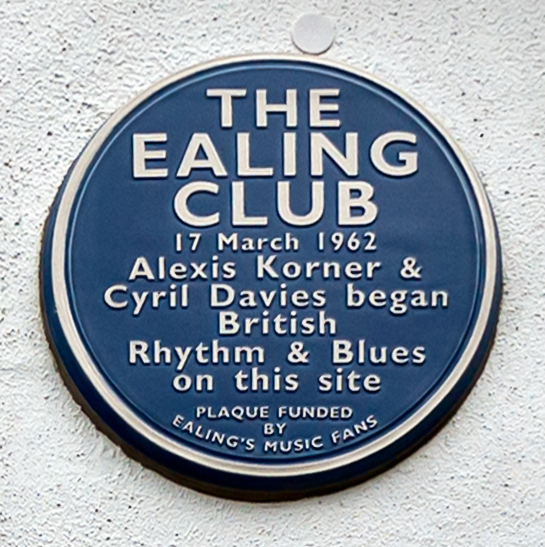 THE
EALING
CLUB
17 March 1962
Alexis Korner &
Cyril Davies began
British
Rhythm & Blues
on this site
PLAQUE FUNDED
BY
EALING'S MUSIC FANS